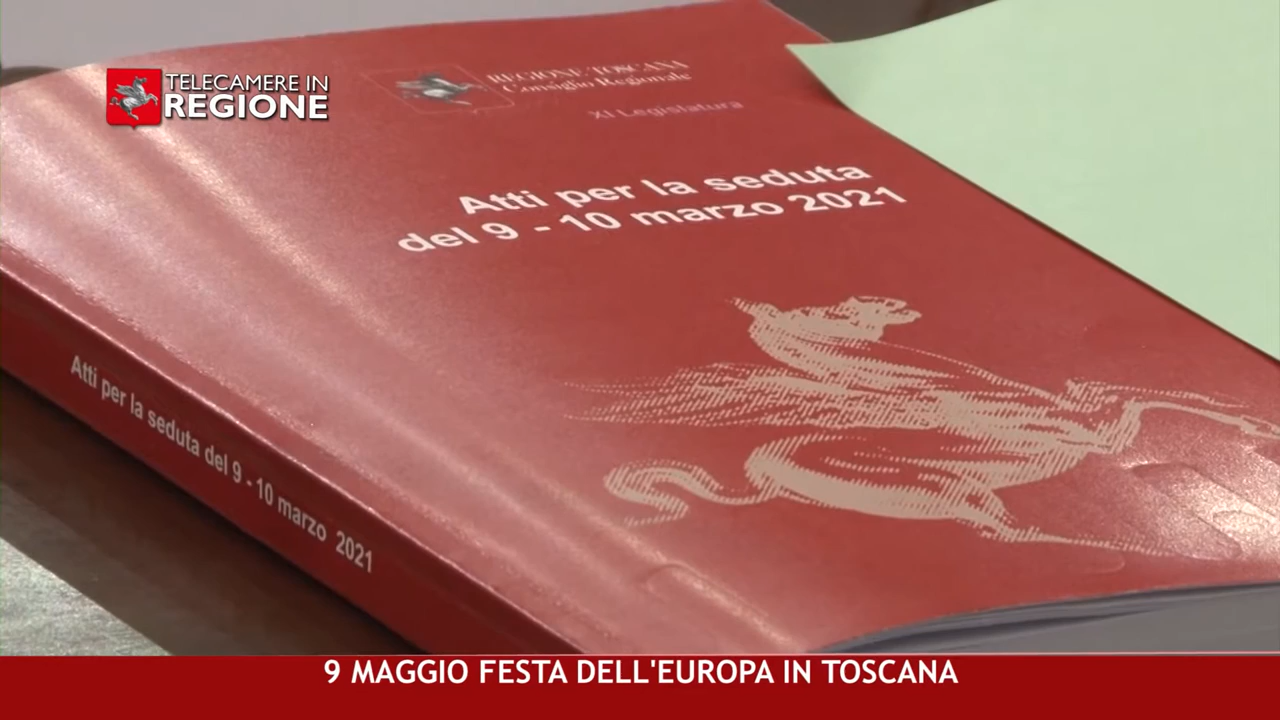 TELECAMERE IN
REGIONE
REGIONE TOSCANA
Consiglio Regionale
XI Legislatura
Atti per la seduta
del 9 - 10 marzo 2021
Atti per la seduta del 9 - 10 marzo 2021
9 MAGGIO FESTA DELL'EUROPA IN TOSCANA